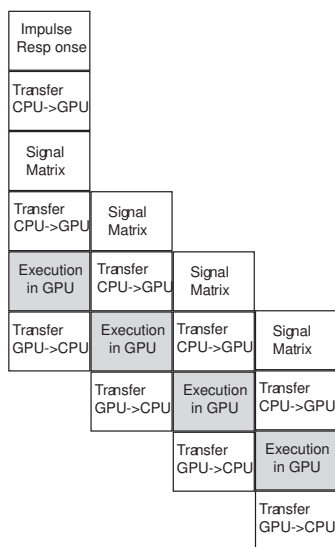 Impulse
Resp onse
Transfer
CPU->GPU
Signal
Matrix
Transfer
CPU->GPU
Signal
Matrix
Execution
in GPU
Transfer
CPU->GPU
Signal
Matrix
Transfer
GPU->CPU
Execution
in GPU
Transfer
CPU->GPU
Signal
Matrix
Transfer
GPU->CPU
Execution
in GPU
Transfer
CPU->GPU
Transfer
GPU->CPU
Execution
in GPU
Transfer
GPU->CPU